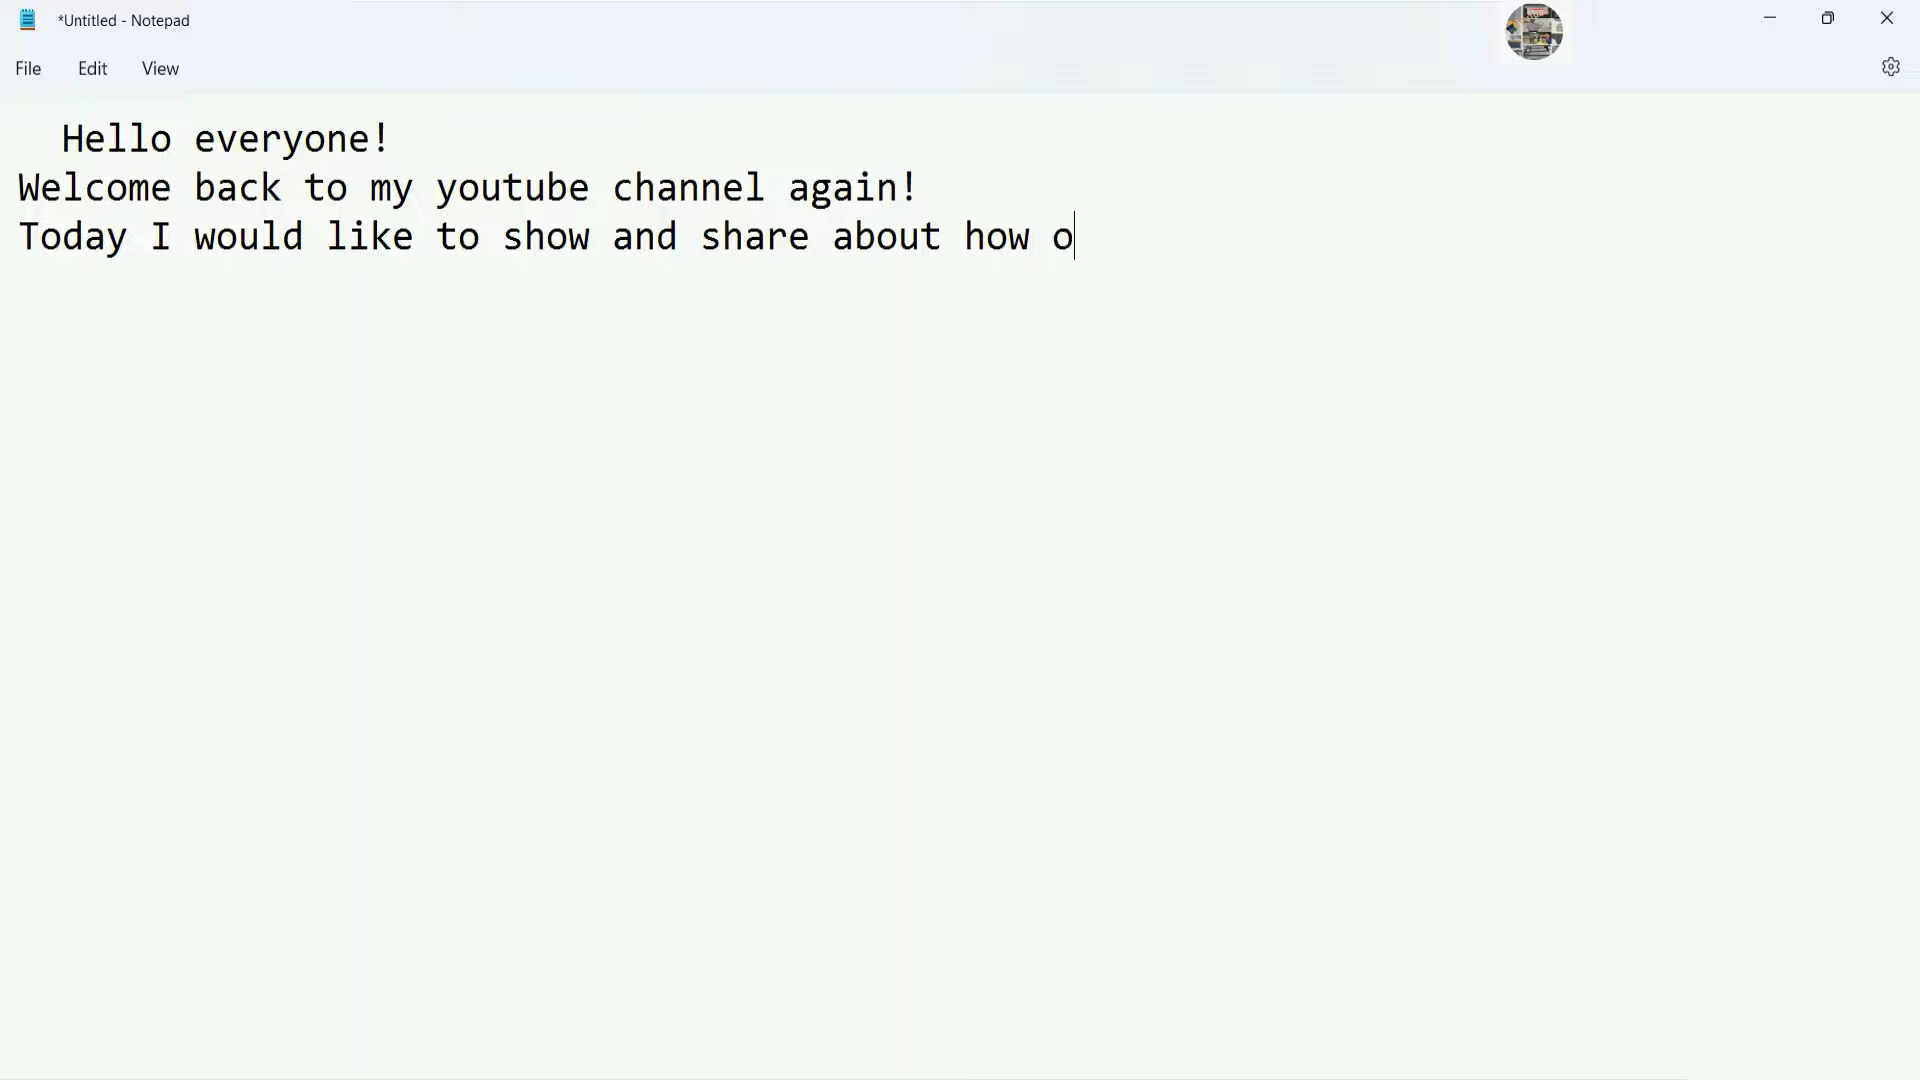 *Untitled - Notepad
File Edit View
Hello everyone!
Welcome back to my youtube channel again!
Today I would like to show and share about how o